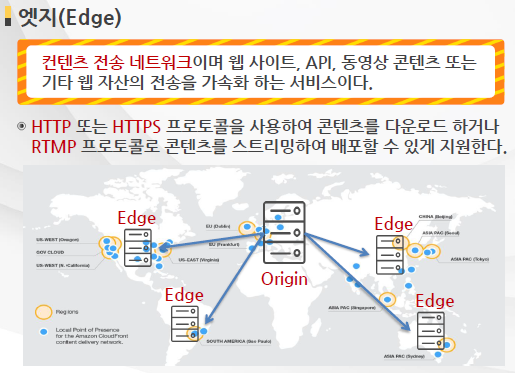 엣지(Edge)
컨텐츠 전송 네트워크이며 웹 사이트, API, 동영상 콘텐츠 또는
기타 웹 자산의 전송을 가속화 하는 서비스이다.
HTTP 또는 HTTPS 프로토콜을 사용하여 콘텐츠를 다운로드 하거나
RTMP 프로토콜로 콘텐츠를 스트리밍하여 배포할 수 있게 지원한다.
Edge
EU (Dublin)
Edge
CHINA (Beijing)
US-WEST (Oregon)
ASIA PAC (Seoul)
GOV CLOUD
EU (Frankfurt)
US-WEST (N. California)
US-EAST (Virginia)
ASIA PAC (Tokyo)
Origin
Edge
Edge
ASIA PAC (Singapore)
Regions
Local Point of Presence
for the Amazon CloudFront
content delivery network.
SOUTH AMERICA (Sao Paulo)
ASIA PAC (Sydney)